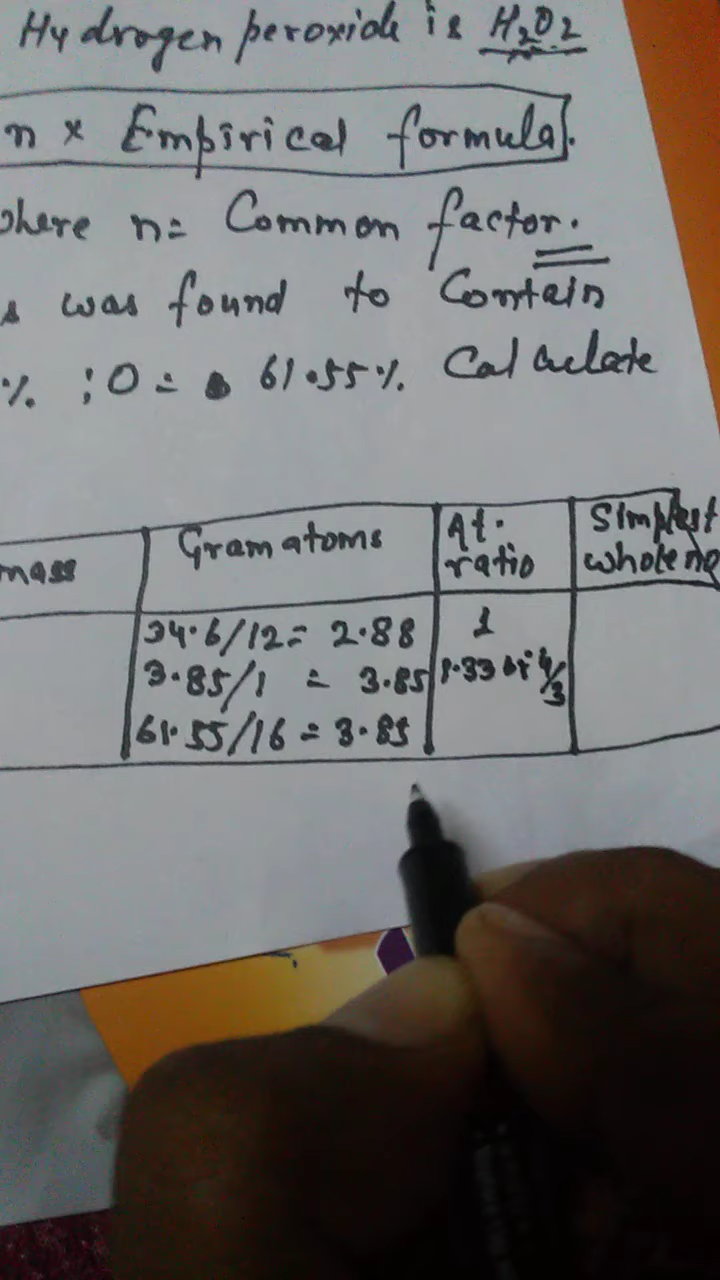 Hydrogen peroxide is H2O2
n × Empirical formula.
where n = Common factor.
was found to Contain
%. ; O = 61.55%. Calculate
mass Gram atoms At. ratio Simplest whole no
34.6/12 = 2.88 1
3.85/1 = 3.85 1.33 or 4/3
61.55/16 = 3.85